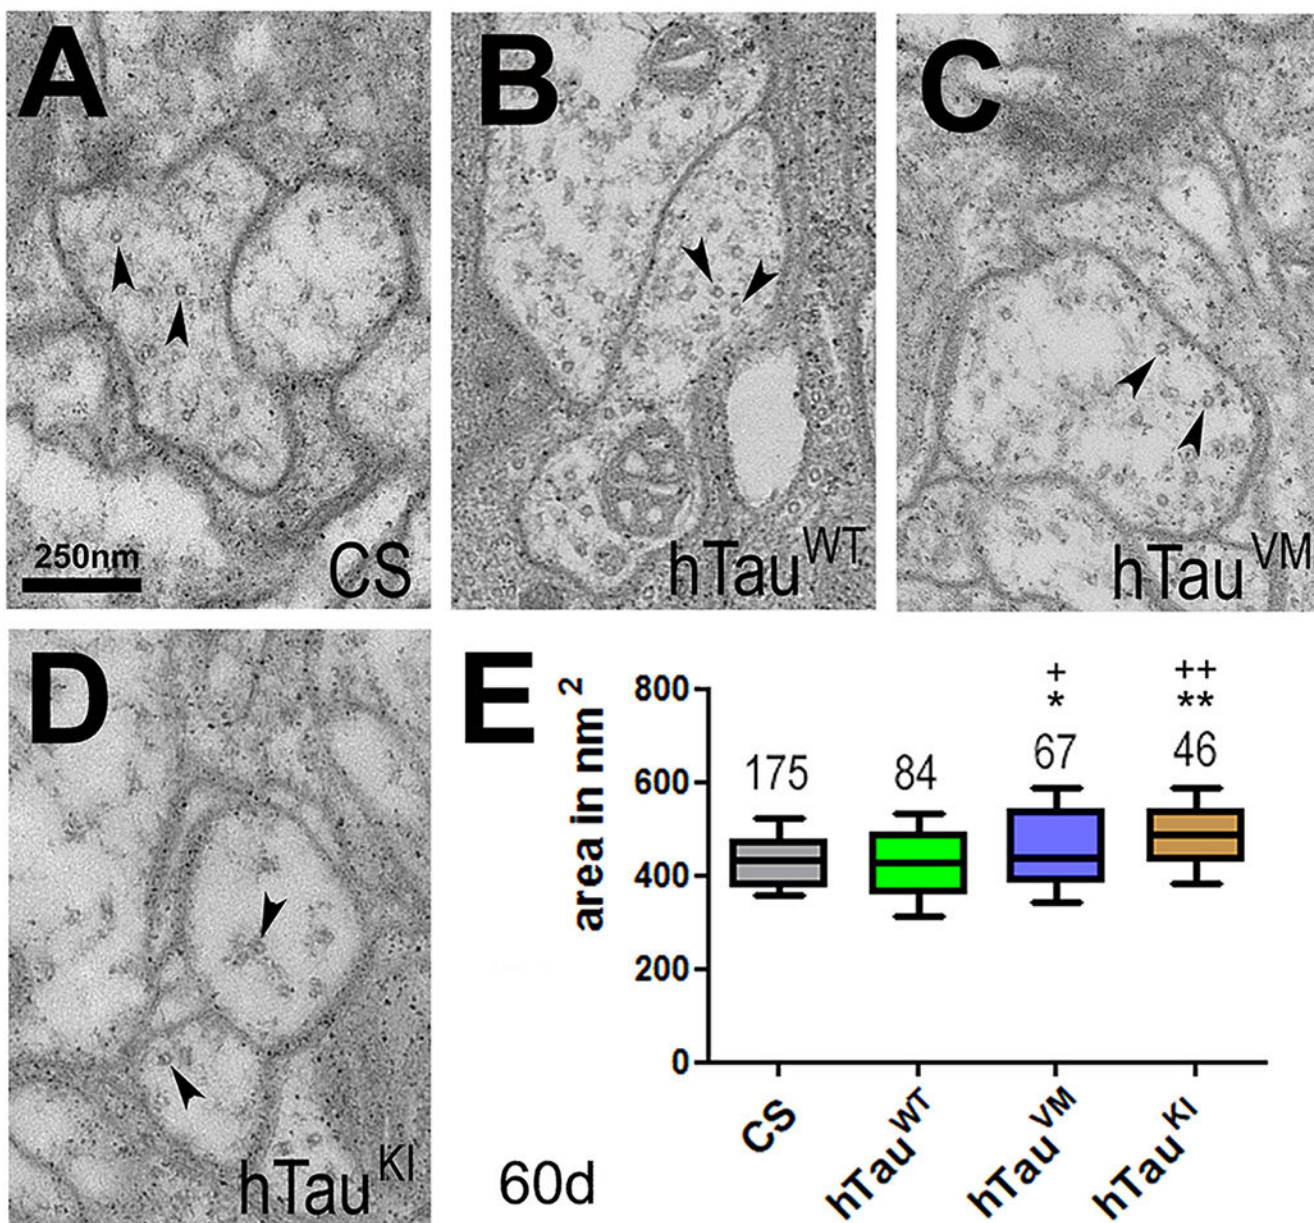 A
B
C
250nm
CS
hTau^WT
hTau^VM
D
hTau^KI
E
area in nm ²
800
600
400
200
0
175
84
+
*
67
++
**
46
CS
hTau^WT
hTau^VM
hTau^KI
60d